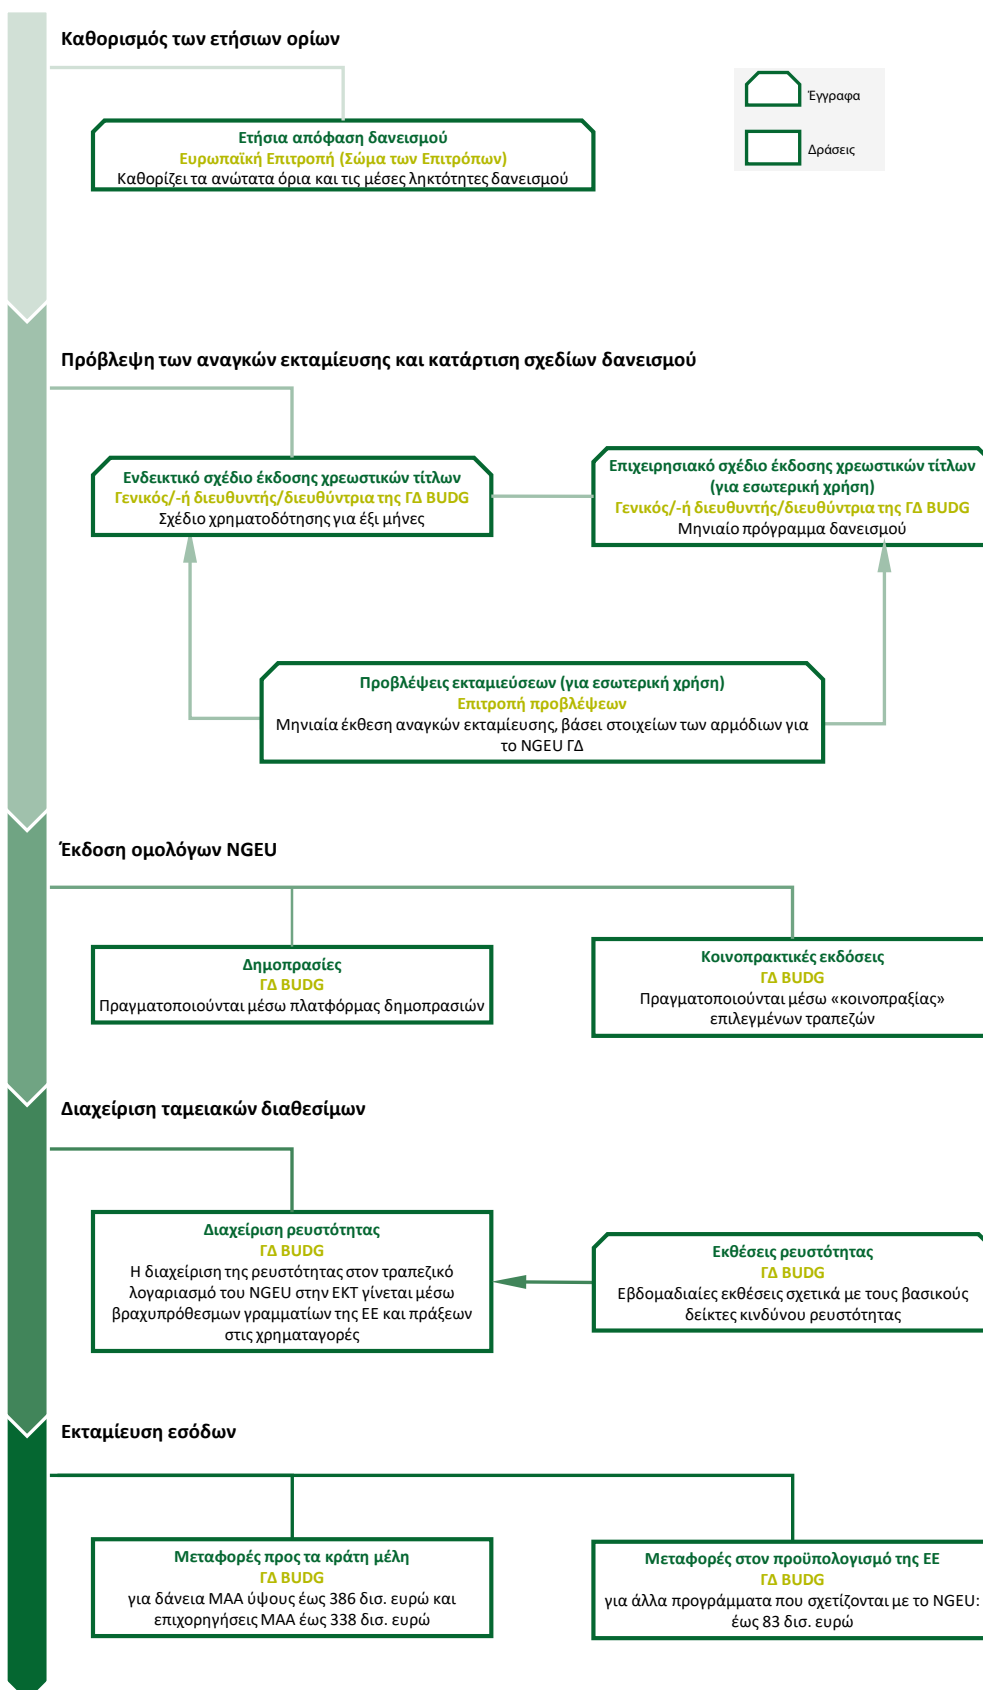 Καθορισμός των ετήσιων ορίων
Έγγραφα
Δράσεις
Ετήσια απόφαση δανεισμού
Ευρωπαϊκή Επιτροπή (Σώμα των Επιτρόπων)
Καθορίζει τα ανώτατα όρια και τις μέσες ληκτότητες δανεισμού
Πρόβλεψη των αναγκών εκταμίευσης και κατάρτιση σχεδίων δανεισμού
Ενδεικτικό σχέδιο έκδοσης χρεωστικών τίτλων
Γενικός/-ή διευθυντής/διευθύντρια της ΓΔ BUDG
Σχέδιο χρηματοδότησης για έξι μήνες
Επιχειρησιακό σχέδιο έκδοσης χρεωστικών τίτλων
(για εσωτερική χρήση)
Γενικός/-ή διευθυντής/διευθύντρια της ΓΔ BUDG
Μηνιαίο πρόγραμμα δανεισμού
Προβλέψεις εκταμιεύσεων (για εσωτερική χρήση)
Επιτροπή προβλέψεων
Μηνιαία έκθεση αναγκών εκταμίευσης, βάσει στοιχείων των αρμόδιων για
το NGEU ΓΔ
Έκδοση ομολόγων NGEU
Δημοπρασίες
ΓΔ BUDG
Πραγματοποιούνται μέσω πλατφόρμας δημοπρασιών
Κοινοπρακτικές εκδόσεις
ΓΔ BUDG
Πραγματοποιούνται μέσω «κοινοπραξίας»
επιλεγμένων τραπεζών
Διαχείριση ταμειακών διαθεσίμων
Διαχείριση ρευστότητας
ΓΔ BUDG
Η διαχείριση της ρευστότητας στον τραπεζικό
λογαριασμό του NGEU στην ΕΚΤ γίνεται μέσω
βραχυπρόθεσμων γραμματίων της ΕΕ και πράξεων
στις χρηματαγορές
Εκθέσεις ρευστότητας
ΓΔ BUDG
Εβδομαδιαίες εκθέσεις σχετικά με τους βασικούς
δείκτες κινδύνου ρευστότητας
Εκταμίευση εσόδων
Μεταφορές προς τα κράτη μέλη
ΓΔ BUDG
για δάνεια ΜΑΑ ύψους έως 386 δισ. ευρώ και
επιχορηγήσεις ΜΑΑ έως 338 δισ. ευρώ
Μεταφορές στον προϋπολογισμό της ΕΕ
ΓΔ BUDG
για άλλα προγράμματα που σχετίζονται με το NGEU:
έως 83 δισ. ευρώ